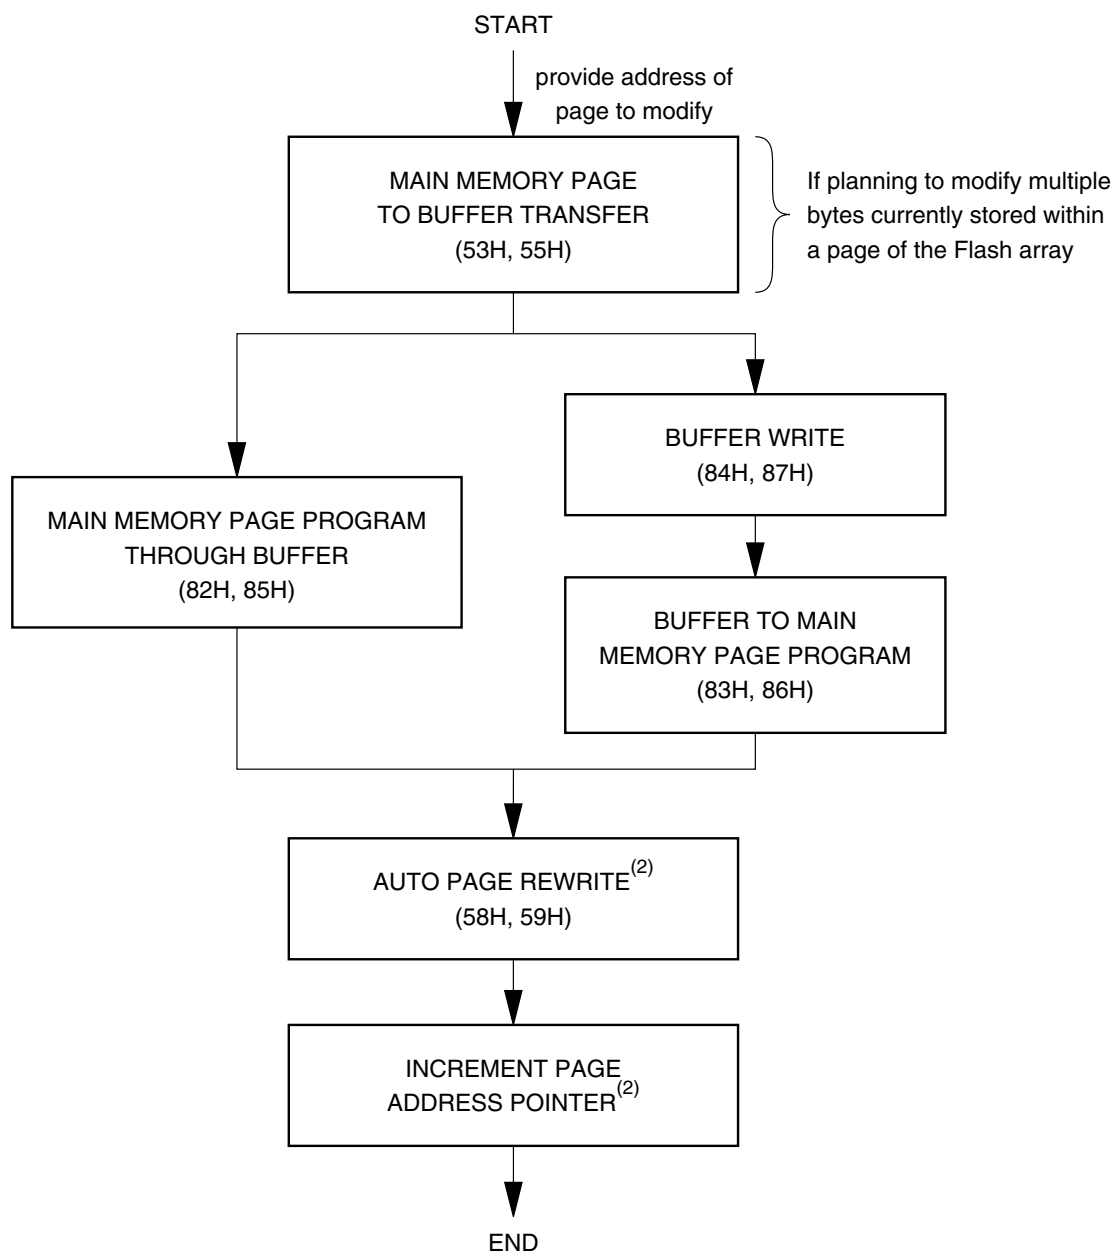 START
provide address of
page to modify
MAIN MEMORY PAGE
TO BUFFER TRANSFER
(53H, 55H)
If planning to modify multiple
bytes currently stored within
a page of the Flash array
MAIN MEMORY PAGE PROGRAM
THROUGH BUFFER
(82H, 85H)
BUFFER WRITE
(84H, 87H)
BUFFER TO MAIN
MEMORY PAGE PROGRAM
(83H, 86H)
AUTO PAGE REWRITE(2)
(58H, 59H)
INCREMENT PAGE
ADDRESS POINTER(2)
END